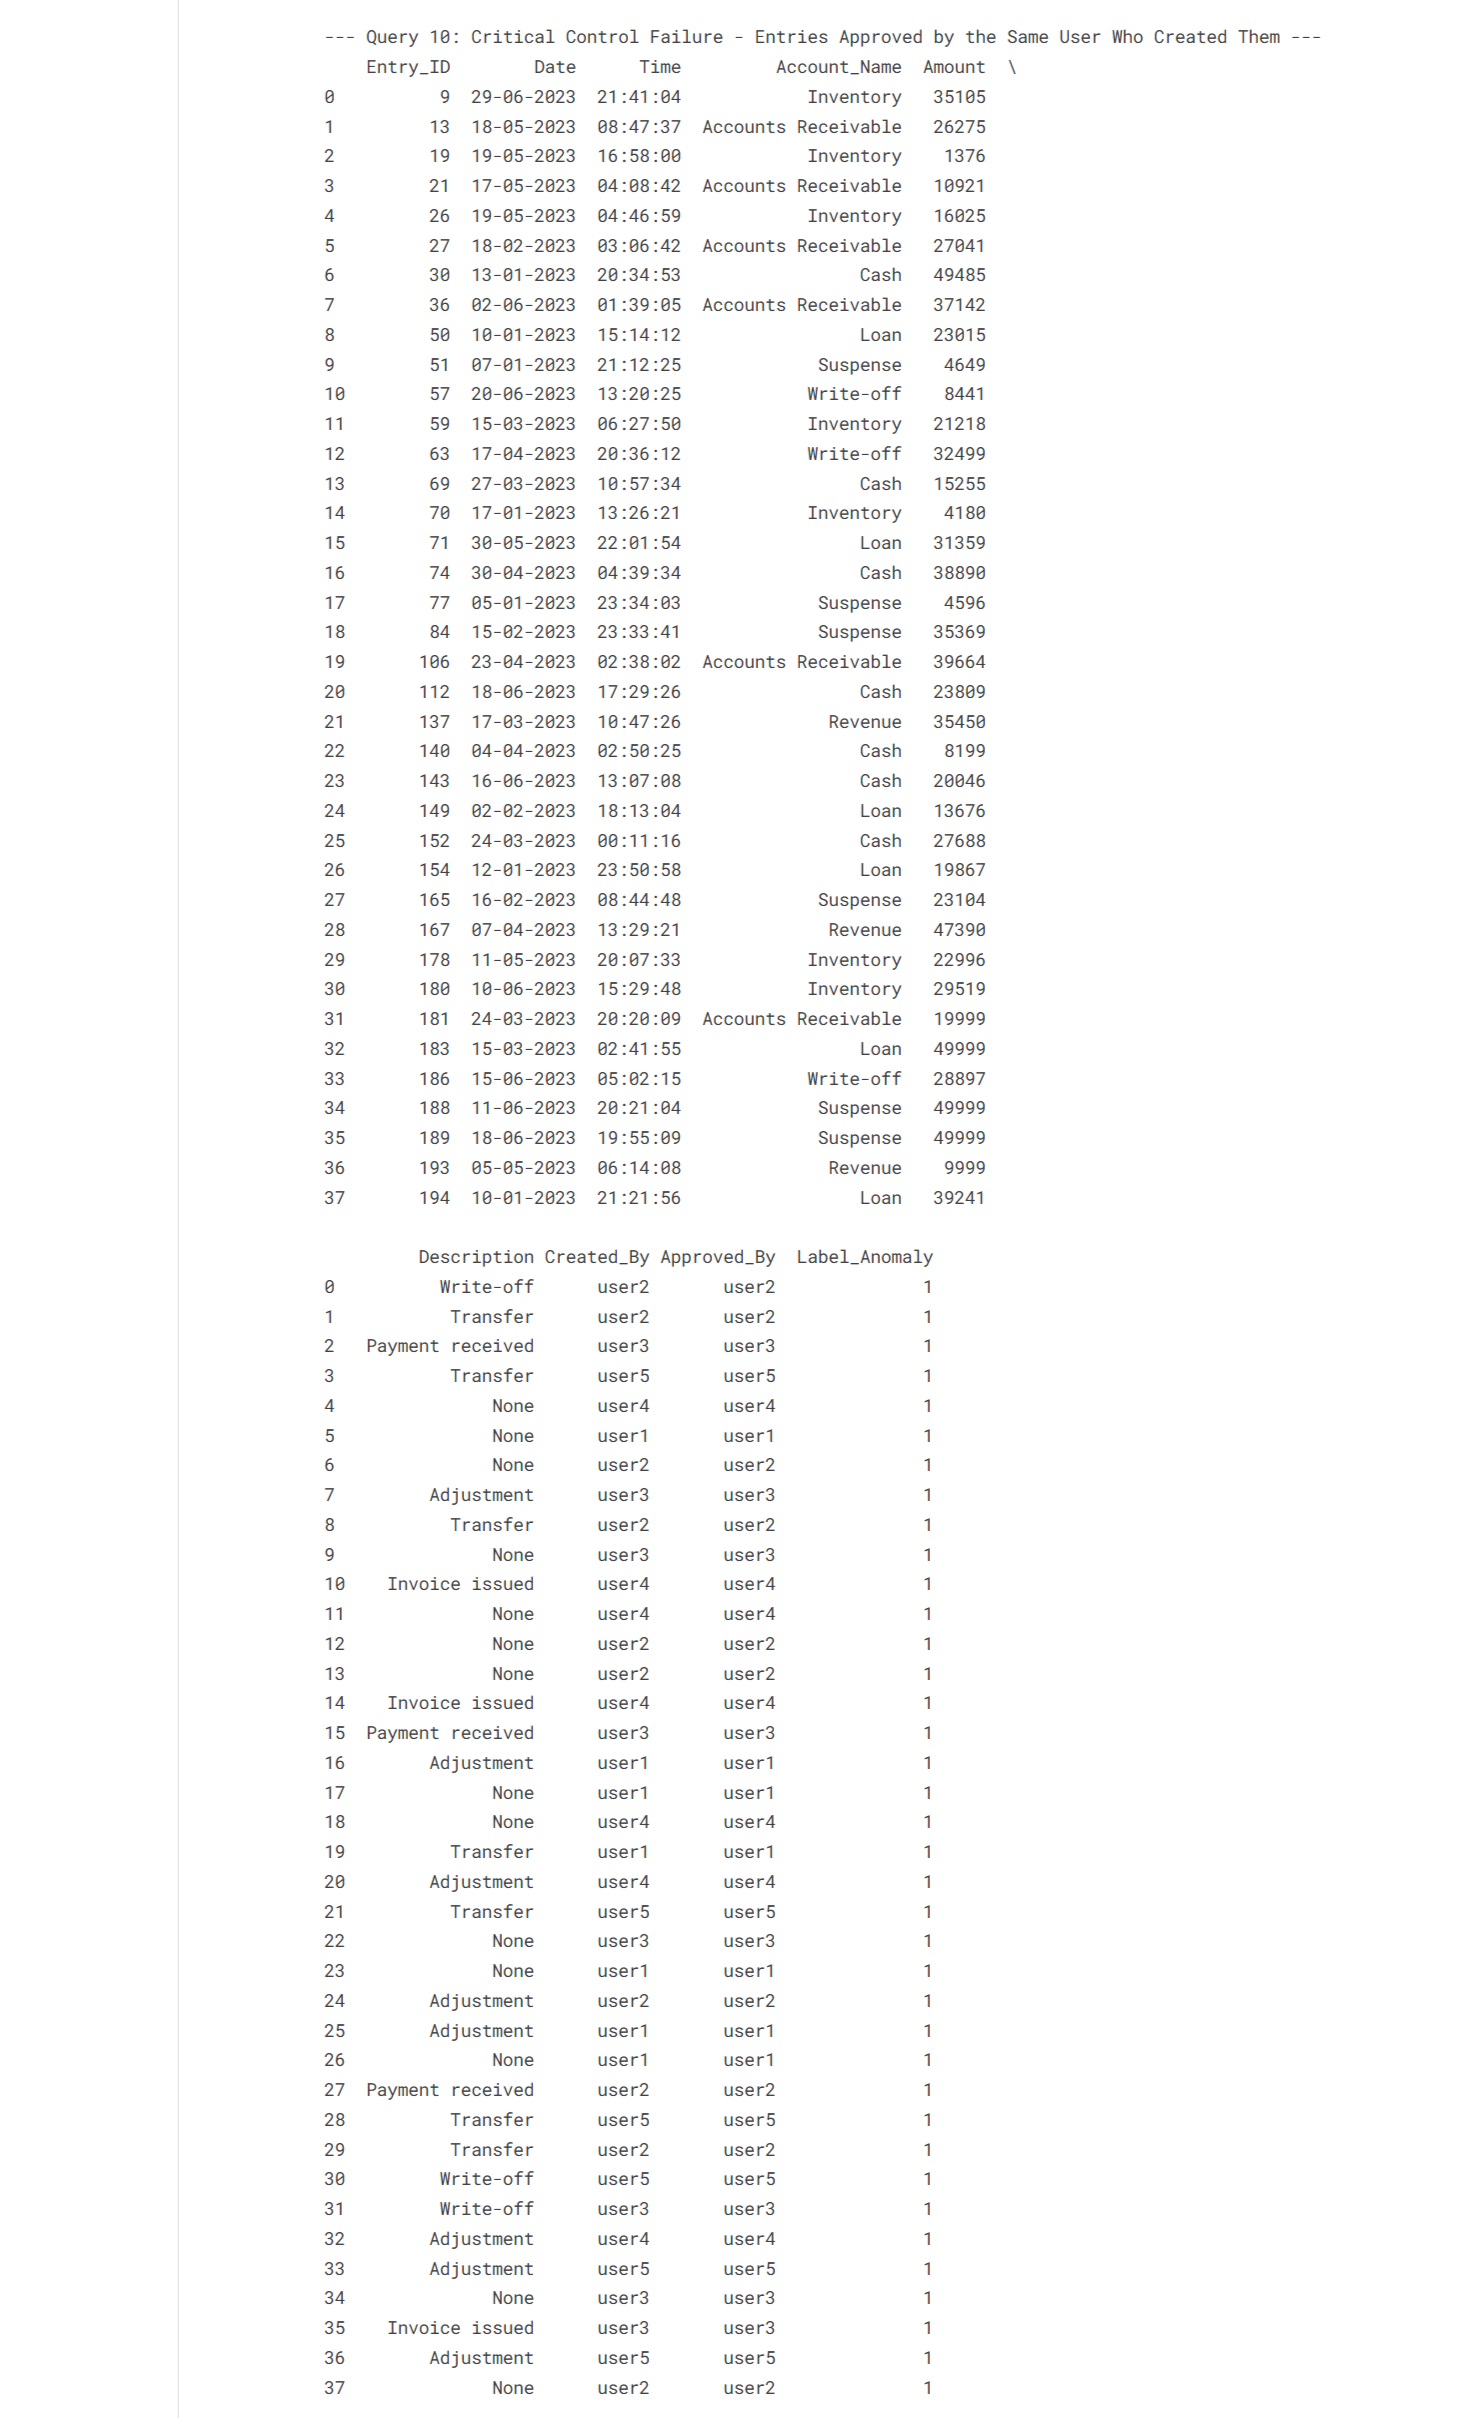 --- Query 10: Critical Control Failure - Entries Approved by the Same User Who Created Them ---
Entry_ID Date Time Account_Name Amount \
0 9 29-06-2023 21:41:04 Inventory 35105
1 13 18-05-2023 08:47:37 Accounts Receivable 26275
2 19 19-05-2023 16:58:00 Inventory 1376
3 21 17-05-2023 04:08:42 Accounts Receivable 10921
4 26 19-05-2023 04:46:59 Inventory 16025
5 27 18-02-2023 03:06:42 Accounts Receivable 27041
6 30 13-01-2023 20:34:53 Cash 49485
7 36 02-06-2023 01:39:05 Accounts Receivable 37142
8 50 10-01-2023 15:14:12 Loan 23015
9 51 07-01-2023 21:12:25 Suspense 4649
10 57 20-06-2023 13:20:25 Write-off 8441
11 59 15-03-2023 06:27:50 Inventory 21218
12 63 17-04-2023 20:36:12 Write-off 32499
13 69 27-03-2023 10:57:34 Cash 15255
14 70 17-01-2023 13:26:21 Inventory 4180
15 71 30-05-2023 22:01:54 Loan 31359
16 74 30-04-2023 04:39:34 Cash 38890
17 77 05-01-2023 23:34:03 Suspense 4596
18 84 15-02-2023 23:33:41 Suspense 35369
19 106 23-04-2023 02:38:02 Accounts Receivable 39664
20 112 18-06-2023 17:29:26 Cash 23809
21 137 17-03-2023 10:47:26 Revenue 35450
22 140 04-04-2023 02:50:25 Cash 8199
23 143 16-06-2023 13:07:08 Cash 20046
24 149 02-02-2023 18:13:04 Loan 13676
25 152 24-03-2023 00:11:16 Cash 27688
26 154 12-01-2023 23:50:58 Loan 19867
27 165 16-02-2023 08:44:48 Suspense 23104
28 167 07-04-2023 13:29:21 Revenue 47390
29 178 11-05-2023 20:07:33 Inventory 22996
30 180 10-06-2023 15:29:48 Inventory 29519
31 181 24-03-2023 20:20:09 Accounts Receivable 19999
32 183 15-03-2023 02:41:55 Loan 49999
33 186 15-06-2023 05:02:15 Write-off 28897
34 188 11-06-2023 20:21:04 Suspense 49999
35 189 18-06-2023 19:55:09 Suspense 49999
36 193 05-05-2023 06:14:08 Revenue 9999
37 194 10-01-2023 21:21:56 Loan 39241
Description Created_By Approved_By Label_Anomaly
0 Write-off user2 user2 1
1 Transfer user2 user2 1
2 Payment received user3 user3 1
3 Transfer user5 user5 1
4 None user4 user4 1
5 None user1 user1 1
6 None user2 user2 1
7 Adjustment user3 user3 1
8 Transfer user2 user2 1
9 None user3 user3 1
10 Invoice issued user4 user4 1
11 None user4 user4 1
12 None user2 user2 1
13 None user2 user2 1
14 Invoice issued user4 user4 1
15 Payment received user3 user3 1
16 Adjustment user1 user1 1
17 None user1 user1 1
18 None user4 user4 1
19 Transfer user1 user1 1
20 Adjustment user4 user4 1
21 Transfer user5 user5 1
22 None user3 user3 1
23 None user1 user1 1
24 Adjustment user2 user2 1
25 Adjustment user1 user1 1
26 None user1 user1 1
27 Payment received user2 user2 1
28 Transfer user5 user5 1
29 Transfer user2 user2 1
30 Write-off user5 user5 1
31 Write-off user3 user3 1
32 Adjustment user4 user4 1
33 Adjustment user5 user5 1
34 None user3 user3 1
35 Invoice issued user3 user3 1
36 Adjustment user5 user5 1
37 None user2 user2 1